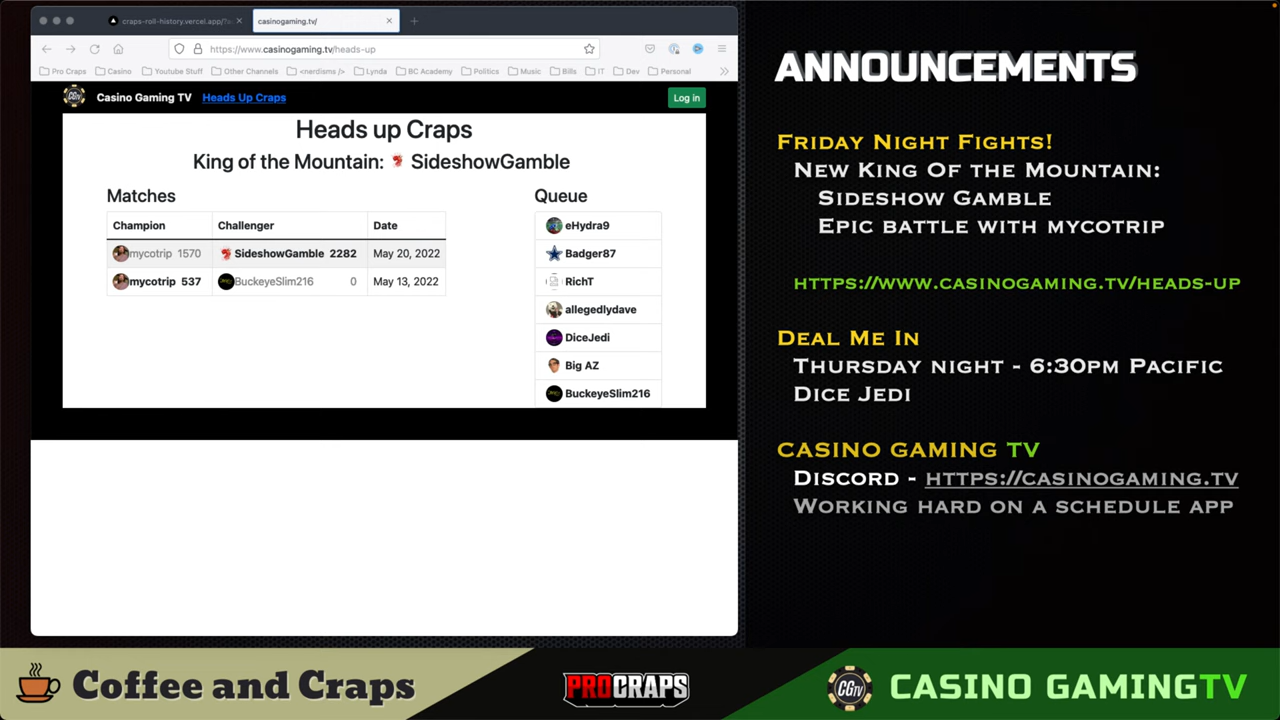 craps-roll-history.vercel.app/?s
casinogaming.tv/
https://www.casinogaming.tv/heads-up
Pro Craps
Casino
Youtube Stuff
Other Channels
<nerdisms />
Lynda
BC Academy
Politics
Music
Bills
IT
Dev
Personal
Casino Gaming TV
Heads Up Craps
Log in
Heads up Craps
King of the Mountain: SideshowGamble
Matches
Champion Challenger Date
mycotrip 1570 SideshowGamble 2282 May 20, 2022
mycotrip 537 BuckeyeSlim216 0 May 13, 2022
Queue
eHydra9
Badger87
RichT
allegedlydave
DiceJedi
Big AZ
BuckeyeSlim216
ANNOUNCEMENTS
Friday Night Fights!
New King Of the Mountain:
Sideshow Gamble
Epic battle with mycotrip
https://www.casinogaming.tv/heads-up
Deal Me In
Thursday night - 6:30pm Pacific
Dice Jedi
CASINO GAMING TV
Discord - https://casinogaming.tv
Working hard on a schedule app
Coffee and Craps
PROCRAPS
CGTV
CASINO GAMINGTV